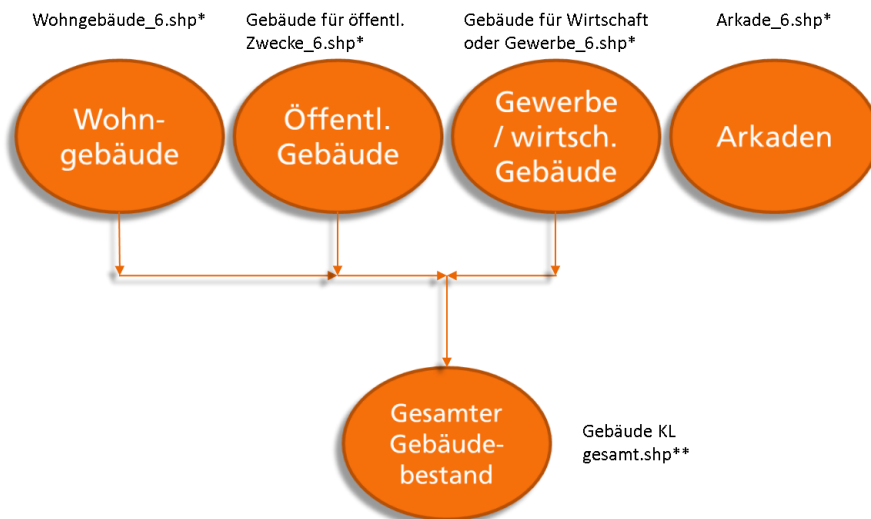 Wohngebäude_6.shp*
Gebäude für öffentl.
Zwecke_6.shp*
Gebäude für Wirtschaft
oder Gewerbe_6.shp*
Arkade_6.shp*
Wohn-
gebäude
Öffentl.
Gebäude
Gewerbe
/ wirtsch.
Gebäude
Arkaden
Gesamter
Gebäude-
bestand
Gebäude KL
gesamt.shp**